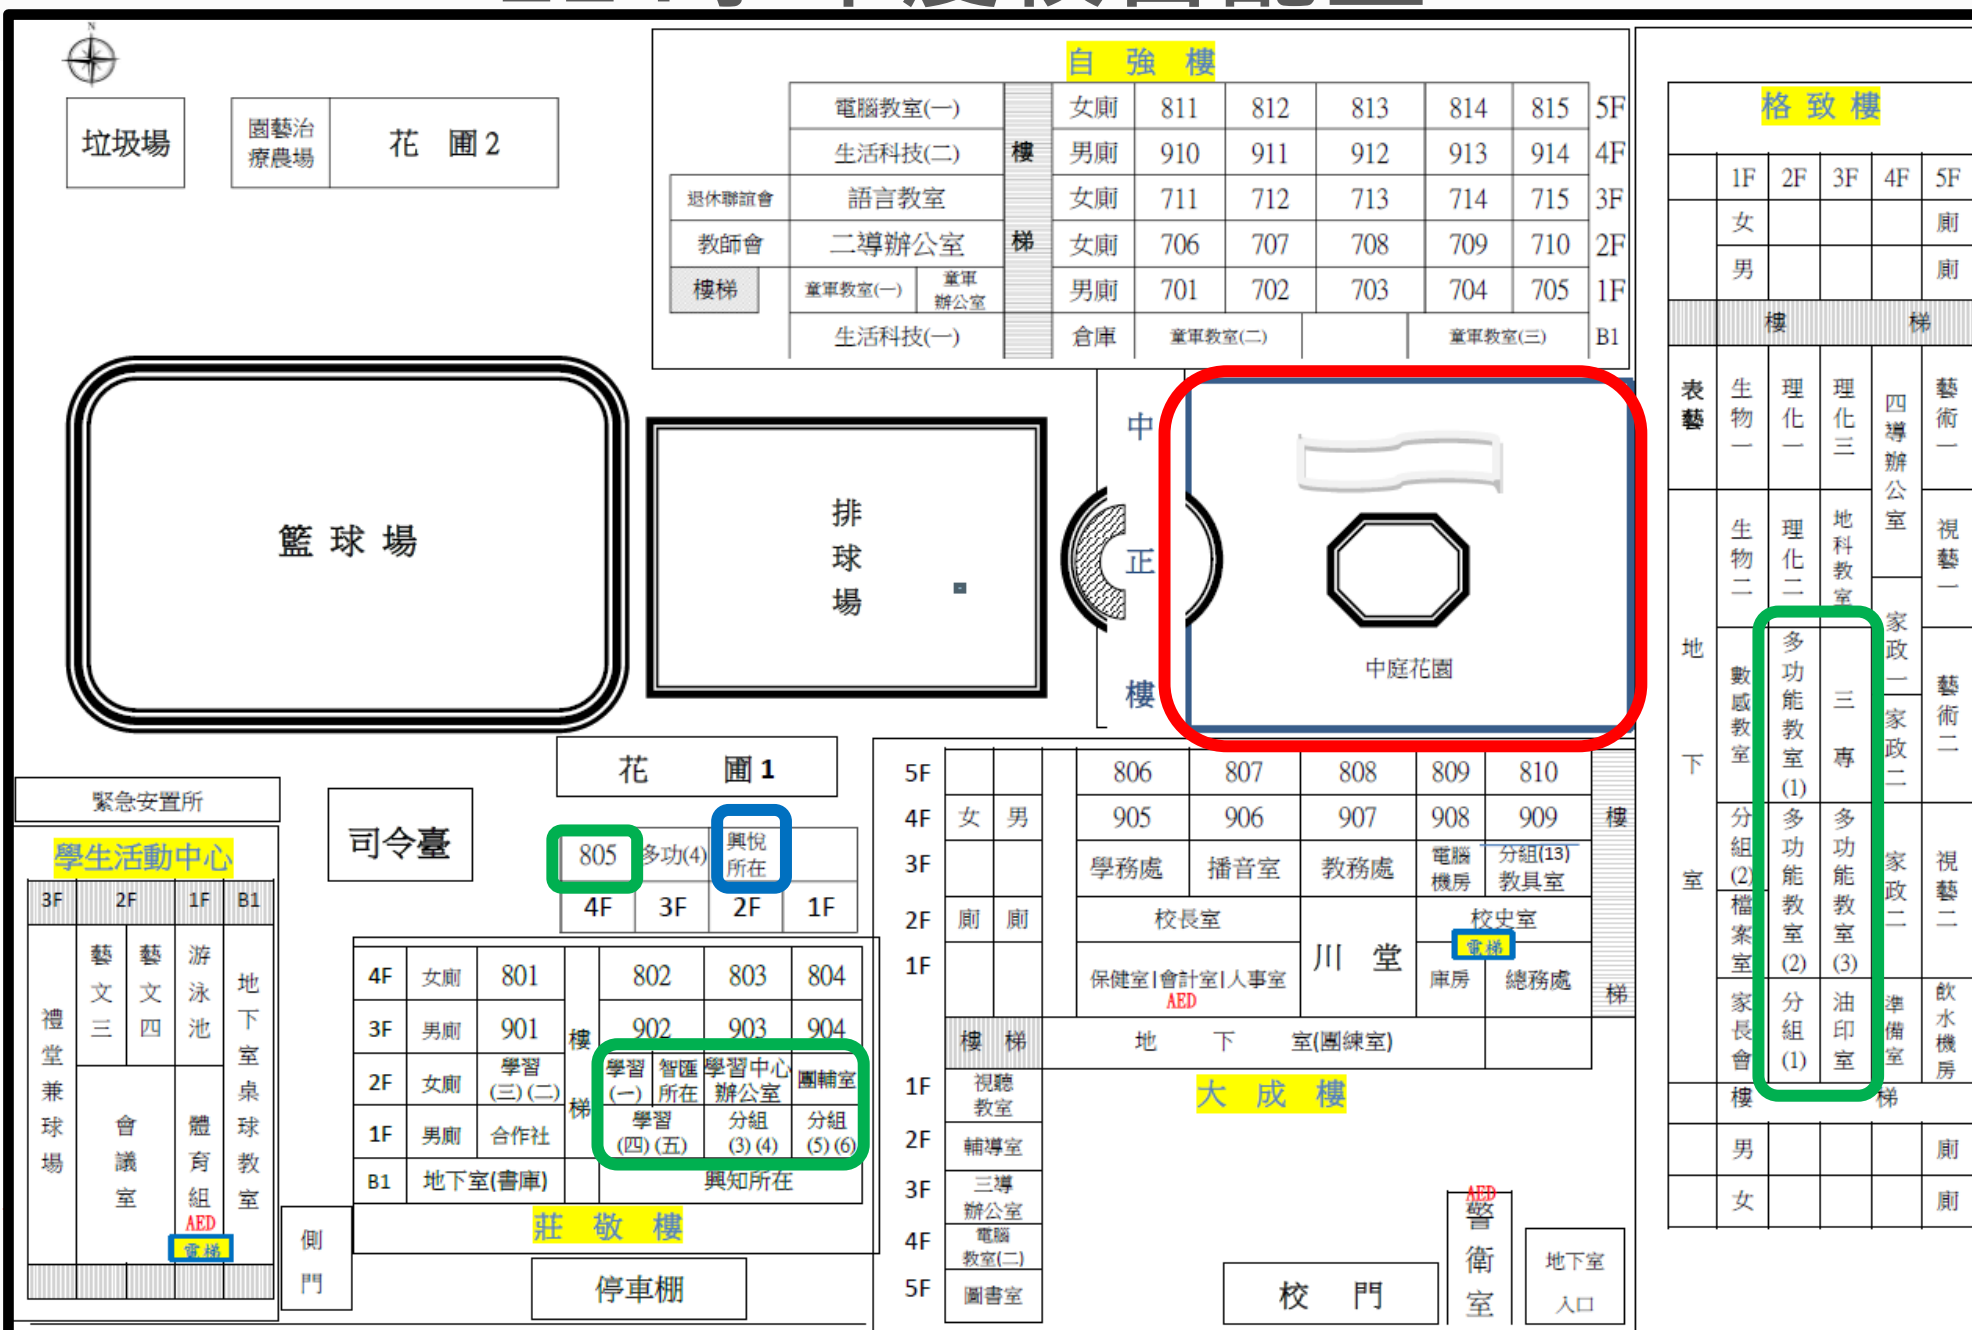 N
垃圾場
園藝治
療農場
花 圃 2
自 強 樓
電腦教室(一) 女廁 811 812 813 814 815 5F
生活科技(二) 樓 男廁 910 911 912 913 914 4F
退休聯誼會 語言教室 女廁 711 712 713 714 715 3F
教師會 二導辦公室 梯 女廁 706 707 708 709 710 2F
樓梯 童軍教室(一) 童軍辦公室 男廁 701 702 703 704 705 1F
生活科技(一) 倉庫 童軍教室(二) 童軍教室(三) B1
籃球場
排球場
中正樓
中庭花園
格致樓
1F 2F 3F 4F 5F
女 廁
男 廁
樓 梯
表藝
地下室
生物一
生物二
數感教室
分組(2)
檔案室
家長會
理化一
理化二
多功能教室(1)
多功能教室(2)
分組(1)
理化三
地科教室
三專
多功能教室(3)
油印室
四導辦公室
家政一
家政二
家政二
準備室
藝術一
視藝一
藝術二
視藝二
飲水機房
樓 梯
男 廁
女 廁
花 圃 1
司令臺
805 多功(4) 興悅所在
4F 3F 2F 1F
緊急安置所
學生活動中心
3F 2F 1F B1
禮堂兼球場
藝文三
藝文四
會議室
游泳池
體育組
AED
電梯
地下室桌球教室
側門
4F 女廁 801 802 803 804
3F 男廁 901 樓 902 903 904
2F 女廁 學習(三)(二) 學習(一) 智匯所在 學習中心辦公室 團輔室
1F 男廁 合作社 梯 學習(四)(五) 分組(3)(4) 分組(5)(6)
B1 地下室(書庫) 興知所在
莊敬樓
停車棚
5F 806 807 808 809 810
4F 女 男 905 906 907 908 909 樓
3F 學務處 播音室 教務處 電腦機房 分組(13)教具室
2F 廁 廁 校長室 川堂 校史室
電梯
1F 保健室|會計室|人事室 庫房 總務處 梯
AED
樓 梯 地 下 室(團練室)
1F 視聽教室
大成樓
2F 輔導室
3F 三導辦公室
4F 電腦教室(二)
5F 圖書室
校 門
AED
警衛室
地下室
入口